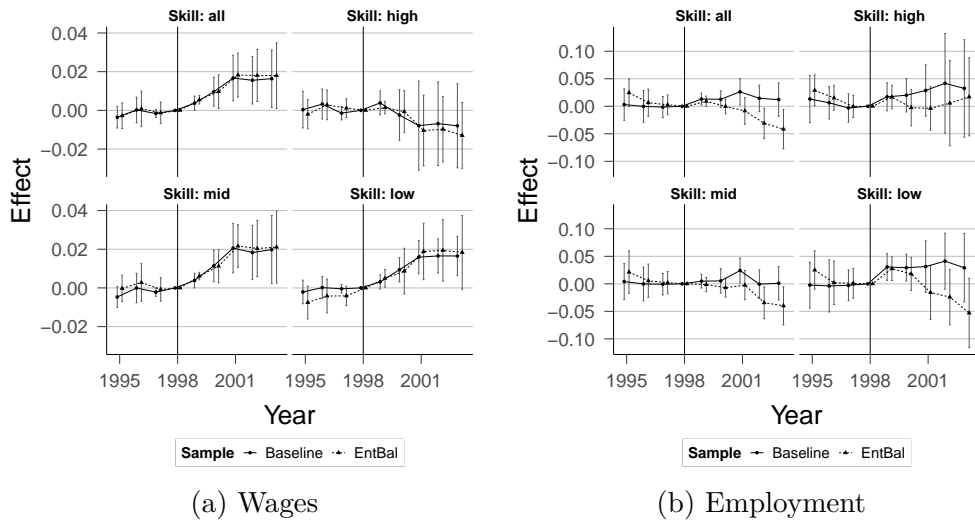 Skill: all Skill: high
0.04
0.02
0.00
−0.02
Skill: mid Skill: low
0.04
0.02
0.00
−0.02
1995 1998 2001 1995 1998 2001
Effect
Year
Sample Baseline EntBal
(a) Wages
Skill: all Skill: high
0.10
0.05
0.00
−0.05
−0.10
Skill: mid Skill: low
0.10
0.05
0.00
−0.05
−0.10
1995 1998 2001 1995 1998 2001
Effect
Year
Sample Baseline EntBal
(b) Employment